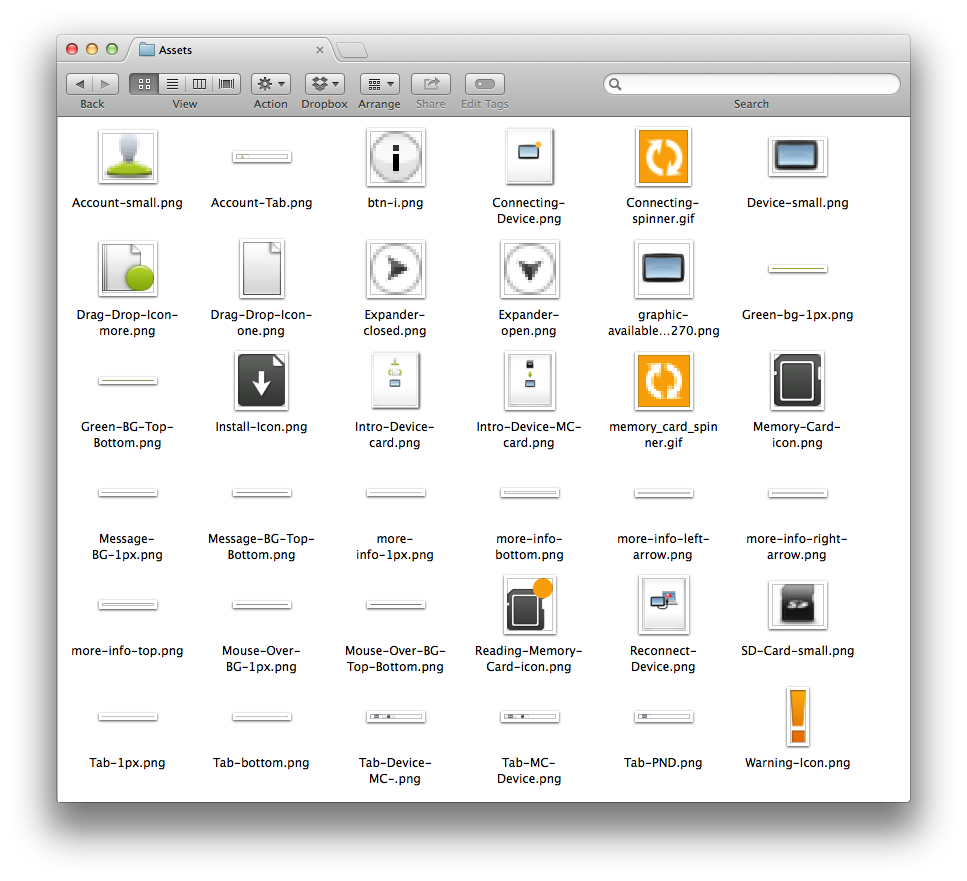 Assets
Back
View
Action
Dropbox
Arrange
Share
Edit Tags
Search
Account-small.png
Account-Tab.png
btn-i.png
Connecting-
Device.png
Connecting-
spinner.gif
Device-small.png
Drag-Drop-Icon-
more.png
Drag-Drop-Icon-
one.png
Expander-
closed.png
Expander-
open.png
graphic-
available...270.png
Green-bg-1px.png
Green-BG-Top-
Bottom.png
Install-Icon.png
Intro-Device-
card.png
Intro-Device-MC-
card.png
memory_card_spin
ner.gif
Memory-Card-
icon.png
Message-
BG-1px.png
Message-BG-Top-
Bottom.png
more-
info-1px.png
more-info-
bottom.png
more-info-left-
arrow.png
more-info-right-
arrow.png
more-info-top.png
Mouse-Over-
BG-1px.png
Mouse-Over-BG-
Top-Bottom.png
Reading-Memory-
Card-icon.png
Reconnect-
Device.png
SD-Card-small.png
Tab-1px.png
Tab-bottom.png
Tab-Device-
MC-.png
Tab-MC-
Device.png
Tab-PND.png
Warning-Icon.png